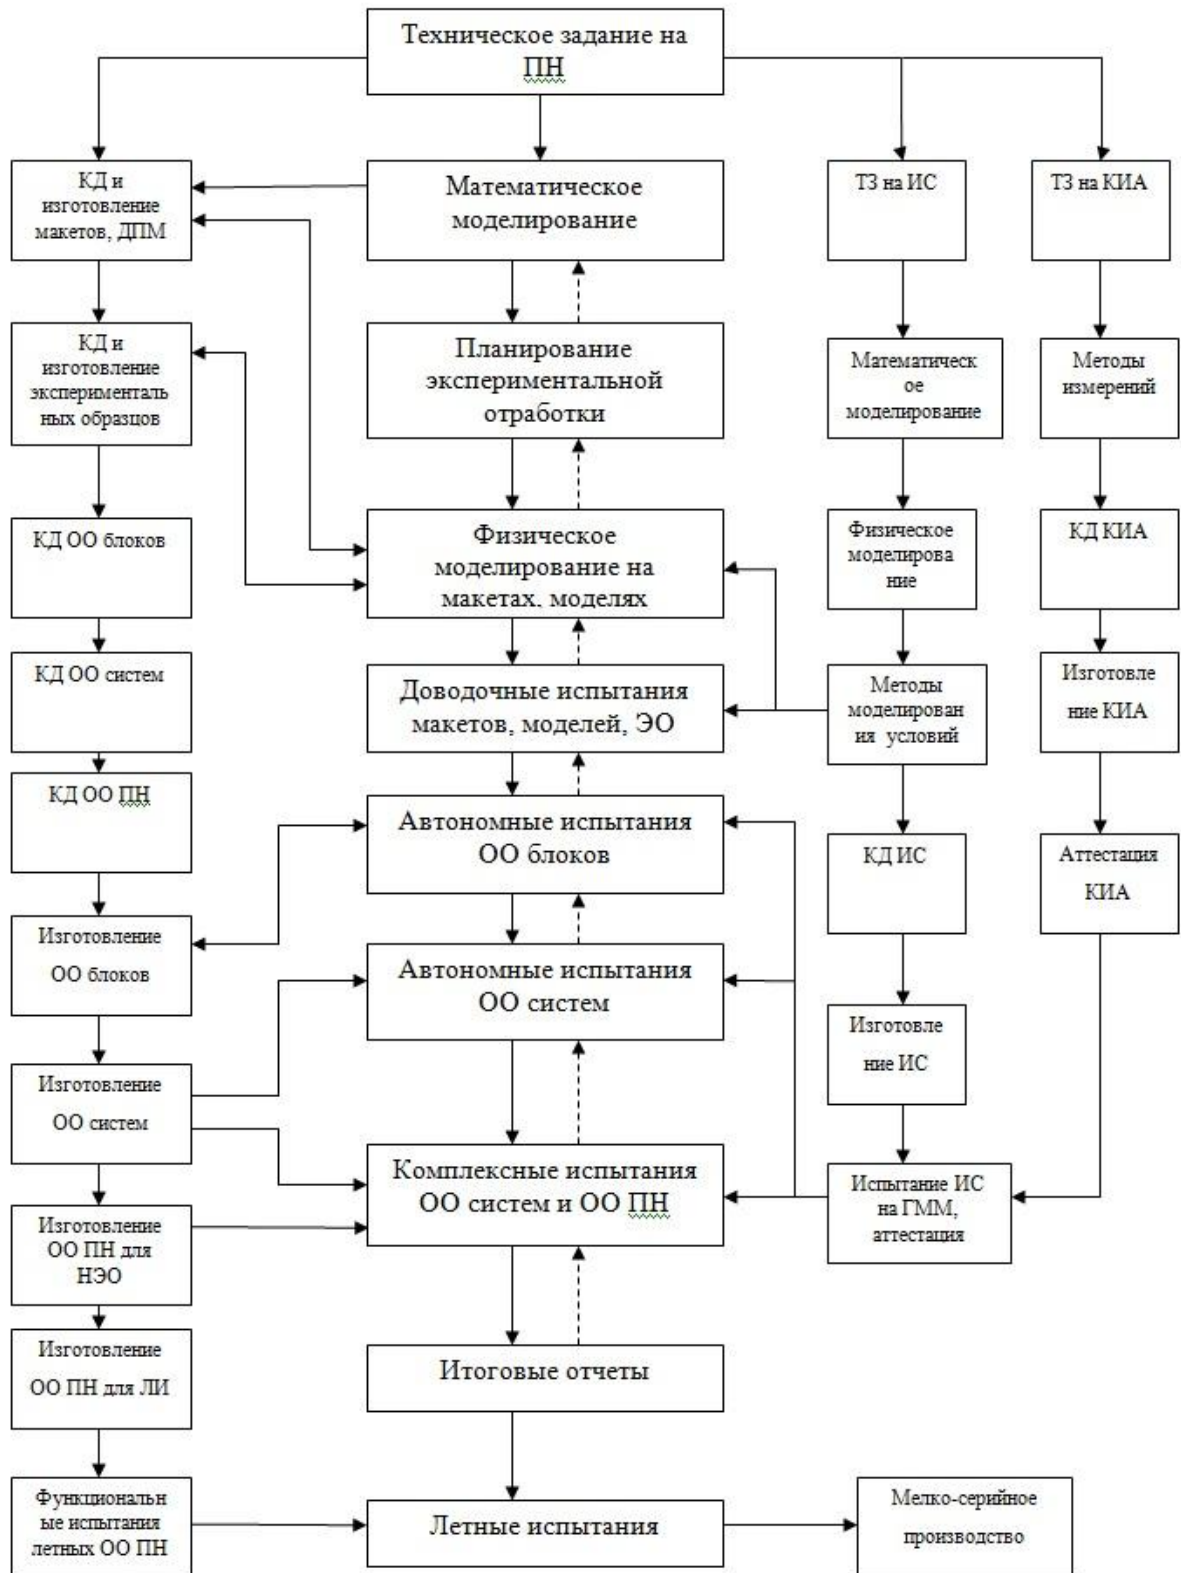 Техническое задание на
ПН
КД и
изготовление
макетов, ДПМ
Математическое
моделирование
ТЗ на ИС
ТЗ на КИА
КД и
изготовление
эксперименталь
ных образцов
Планирование
экспериментальной
отработки
Математическ
ое
моделирование
Методы
измерений
КД ОО блоков
Физическое
моделирование на
макетах, моделях
Физическое
моделирова
ние
КД КИА
КД ОО систем
Доводочные испытания
макетов, моделей, ЭО
Методы
моделирован
ия условий
Изготовле
ние КИА
КД ОО ПН
Автономные испытания
ОО блоков
КД ИС
Аттестация
КИА
Изготовление
ОО блоков
Автономные испытания
ОО систем
Изготовле
ние ИС
Изготовление
ОО систем
Комплексные испытания
ОО систем и ОО ПН
Испытание ИС
на ГММ,
аттестация
Изготовление
ОО ПН для
НЭО
Изготовление
ОО ПН для ЛИ
Итоговые отчеты
Функциональн
ые испытания
летных ОО ПН
Летные испытания
Мелко-серийное
производство